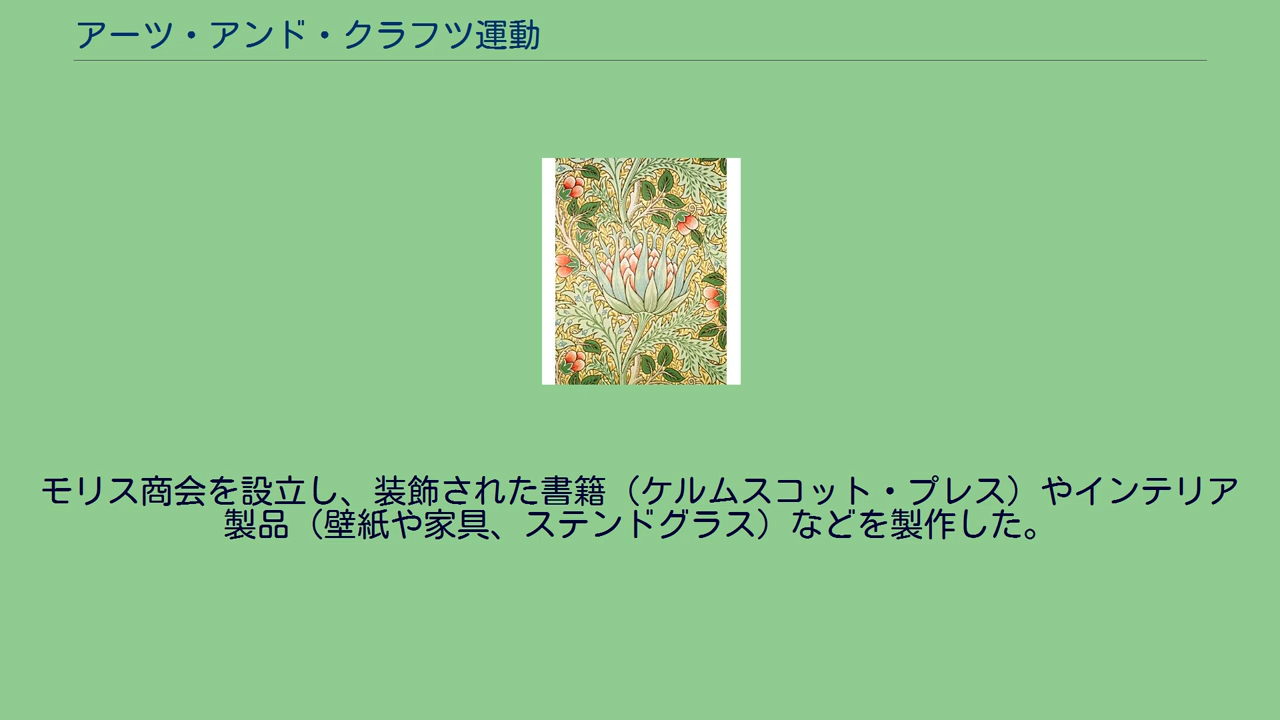 アーツ・アンド・クラフツ運動
モリス商会を設立し、装飾された書籍（ケルムスコット・プレス）やインテリア
製品（壁紙や家具、ステンドグラス）などを製作した。